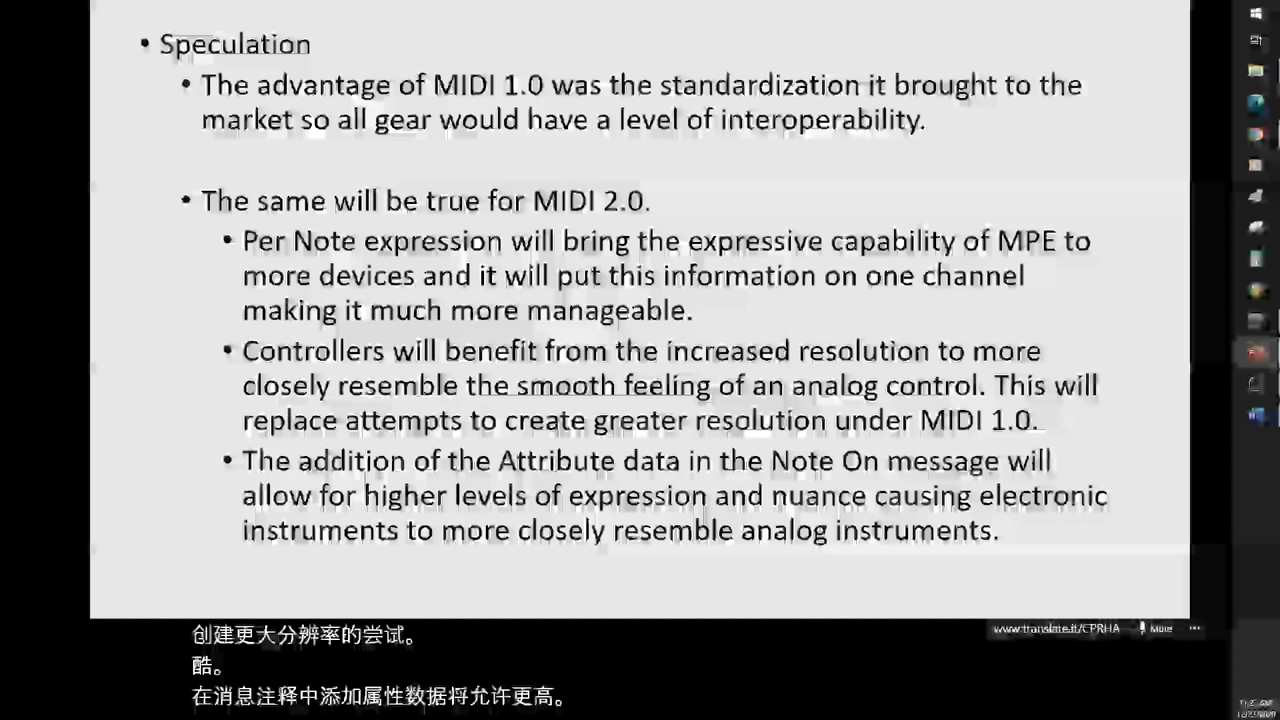 • Speculation
• The advantage of MIDI 1.0 was the standardization it brought to the
market so all gear would have a level of interoperability.
• The same will be true for MIDI 2.0.
• Per Note expression will bring the expressive capability of MPE to
more devices and it will put this information on one channel
making it much more manageable.
• Controllers will benefit from the increased resolution to more
closely resemble the smooth feeling of an analog control. This will
replace attempts to create greater resolution under MIDI 1.0.
• The addition of the Attribute data in the Note On message will
allow for higher levels of expression and nuance causing electronic
instruments to more closely resemble analog instruments.
创建更大分辨率的尝试。
www.translate.it/CPRHA More ...
酷。
在消息注释中添加属性数据将允许更高。